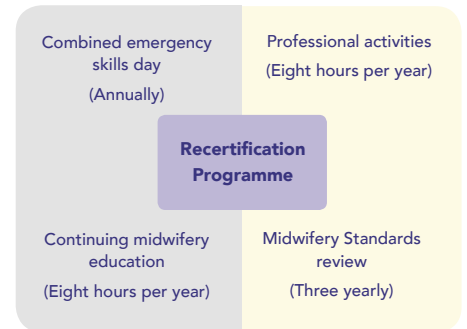 Combined emergency
skills day
(Annually)
Professional activities
(Eight hours per year)
Recertification
Programme
Continuing midwifery
education
(Eight hours per year)
Midwifery Standards
review
(Three yearly)